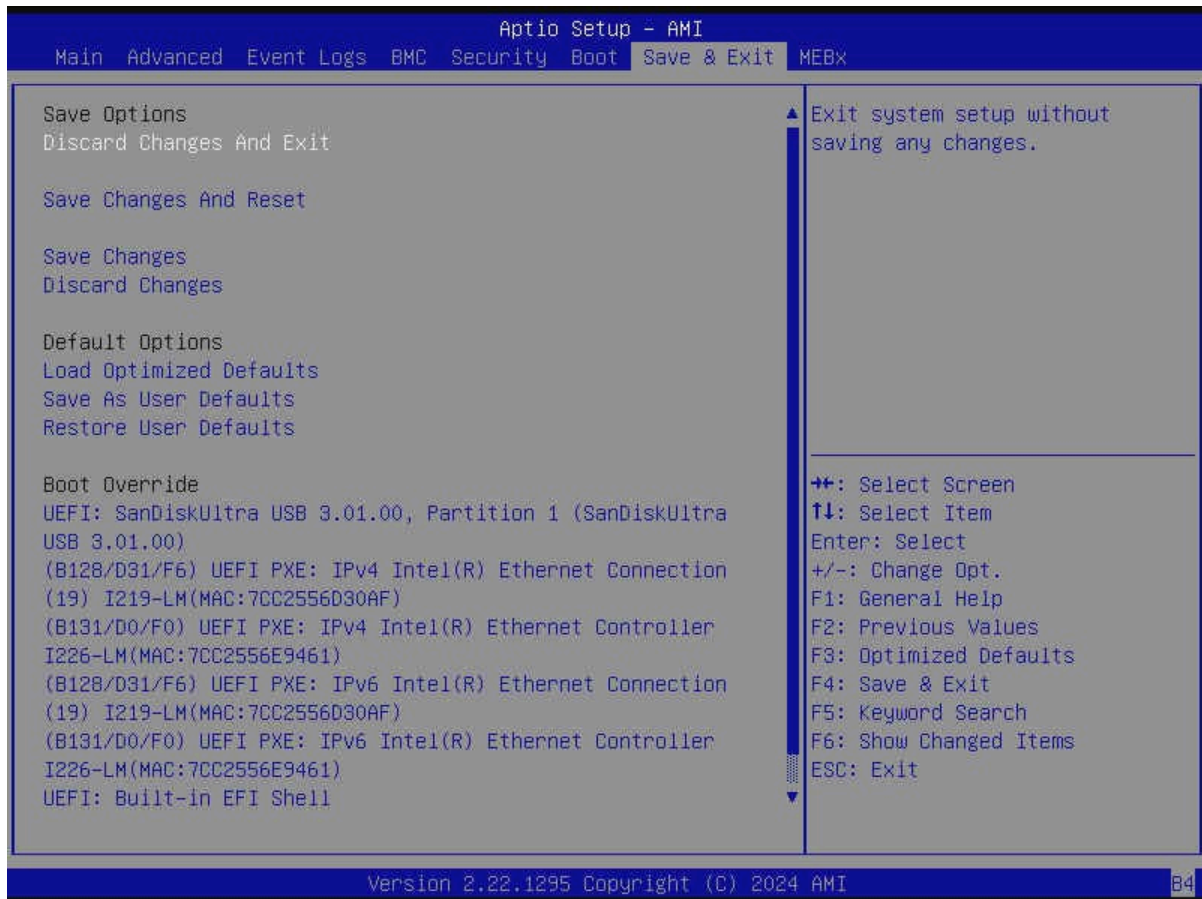 Aptio Setup – AMI
Main Advanced Event Logs BMC Security Boot Save & Exit MEBx
Save Options
Discard Changes And Exit
Save Changes And Reset
Save Changes
Discard Changes
Default Options
Load Optimized Defaults
Save As User Defaults
Restore User Defaults
Boot Override
UEFI: SanDiskUltra USB 3.01.00, Partition 1 (SanDiskUltra
USB 3.01.00)
(B128/D31/F6) UEFI PXE: IPv4 Intel(R) Ethernet Connection
(19) I219-LM(MAC:7CC2556D30AF)
(B131/D0/F0) UEFI PXE: IPv4 Intel(R) Ethernet Controller
I226-LM(MAC:7CC2556E9461)
(B128/D31/F6) UEFI PXE: IPv6 Intel(R) Ethernet Connection
(19) I219-LM(MAC:7CC2556D30AF)
(B131/D0/F0) UEFI PXE: IPv6 Intel(R) Ethernet Controller
I226-LM(MAC:7CC2556E9461)
UEFI: Built-in EFI Shell
Exit system setup without
saving any changes.
→←: Select Screen
↑↓: Select Item
Enter: Select
+/-: Change Opt.
F1: General Help
F2: Previous Values
F3: Optimized Defaults
F4: Save & Exit
F5: Keyword Search
F6: Show Changed Items
ESC: Exit
Version 2.22.1295 Copyright (C) 2024 AMI
B4